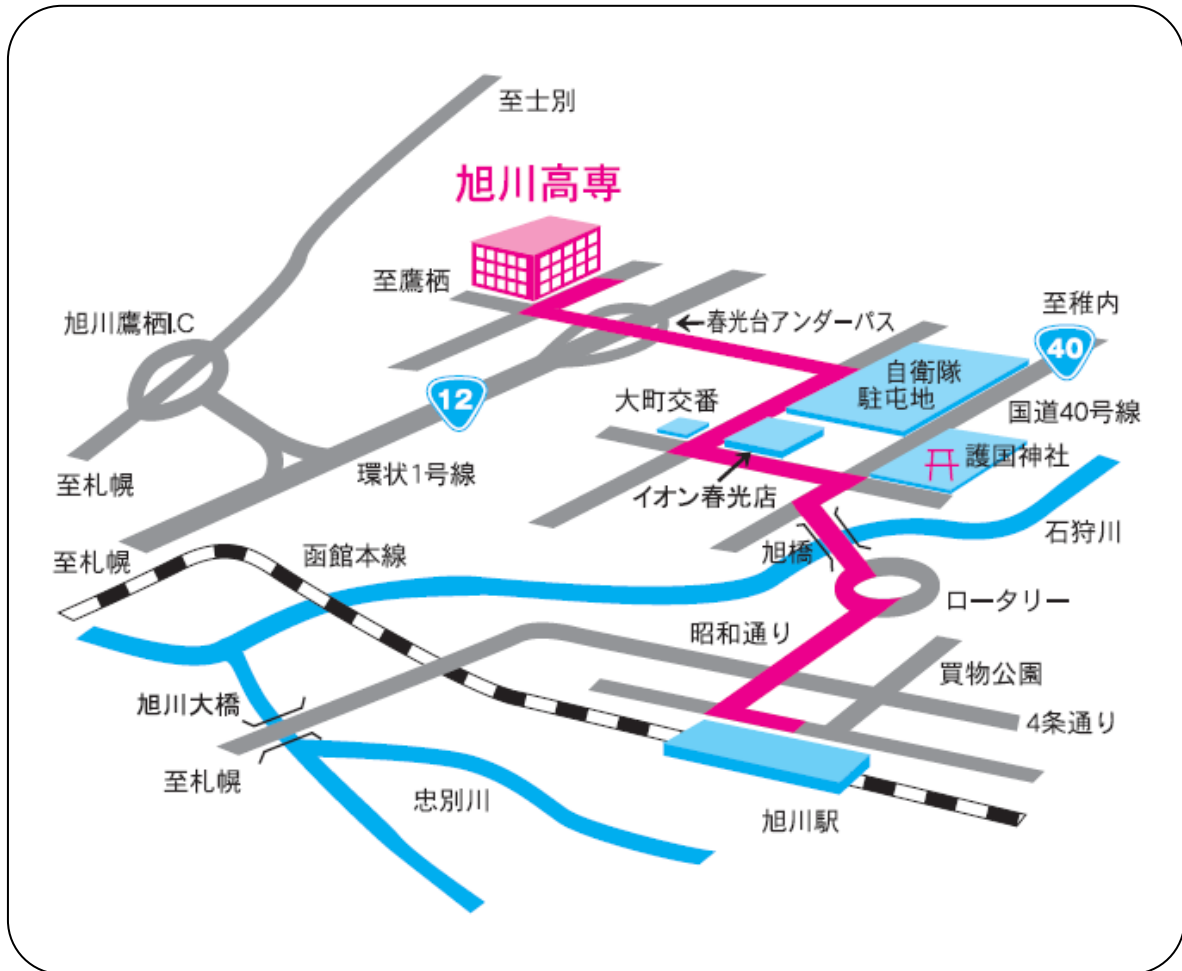 至士別
旭川高専
至鷹栖
旭川鷹栖I.C
←春光台アンダーパス
至稚内
40
自衛隊
駐屯地
12
大町交番
国道40号線
護国神社
環状1号線
至札幌
イオン春光店
石狩川
旭橋
函館本線
至札幌
ロータリー
昭和通り
買物公園
旭川大橋
4条通り
至札幌
忠別川
旭川駅